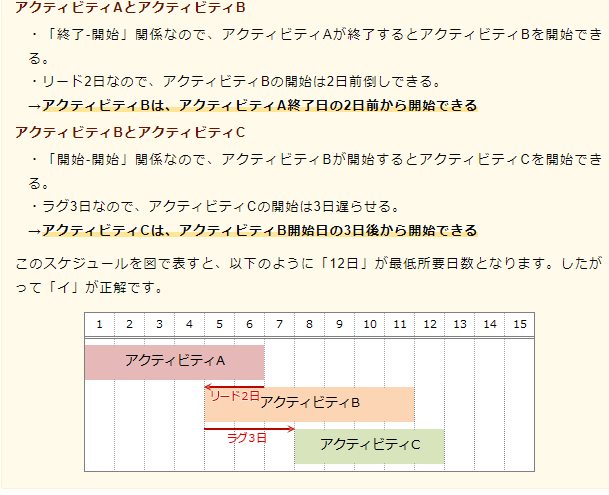 アクティビティAとアクティビティB
・「終了-開始」関係なので、アクティビティAが終了するとアクティビティBを開始でき
る。
・リード2日なので、アクティビティBの開始は2日前倒しできる。
→アクティビティBは、アクティビティA終了日の2日前から開始できる
アクティビティBとアクティビティC
・「開始-開始」関係なので、アクティビティBが開始するとアクティビティCを開始でき
る。
・ラグ3日なので、アクティビティCの開始は3日遅らせる。
→アクティビティCは、アクティビティB開始日の3日後から開始できる
このスケジュールを図で表すと、以下のように「12日」が最低所要日数となります。したが
って「イ」が正解です。
1 2 3 4 5 6 7 8 9 10 11 12 13 14 15
アクティビティA
リード2日
アクティビティB
ラグ3日
アクティビティC